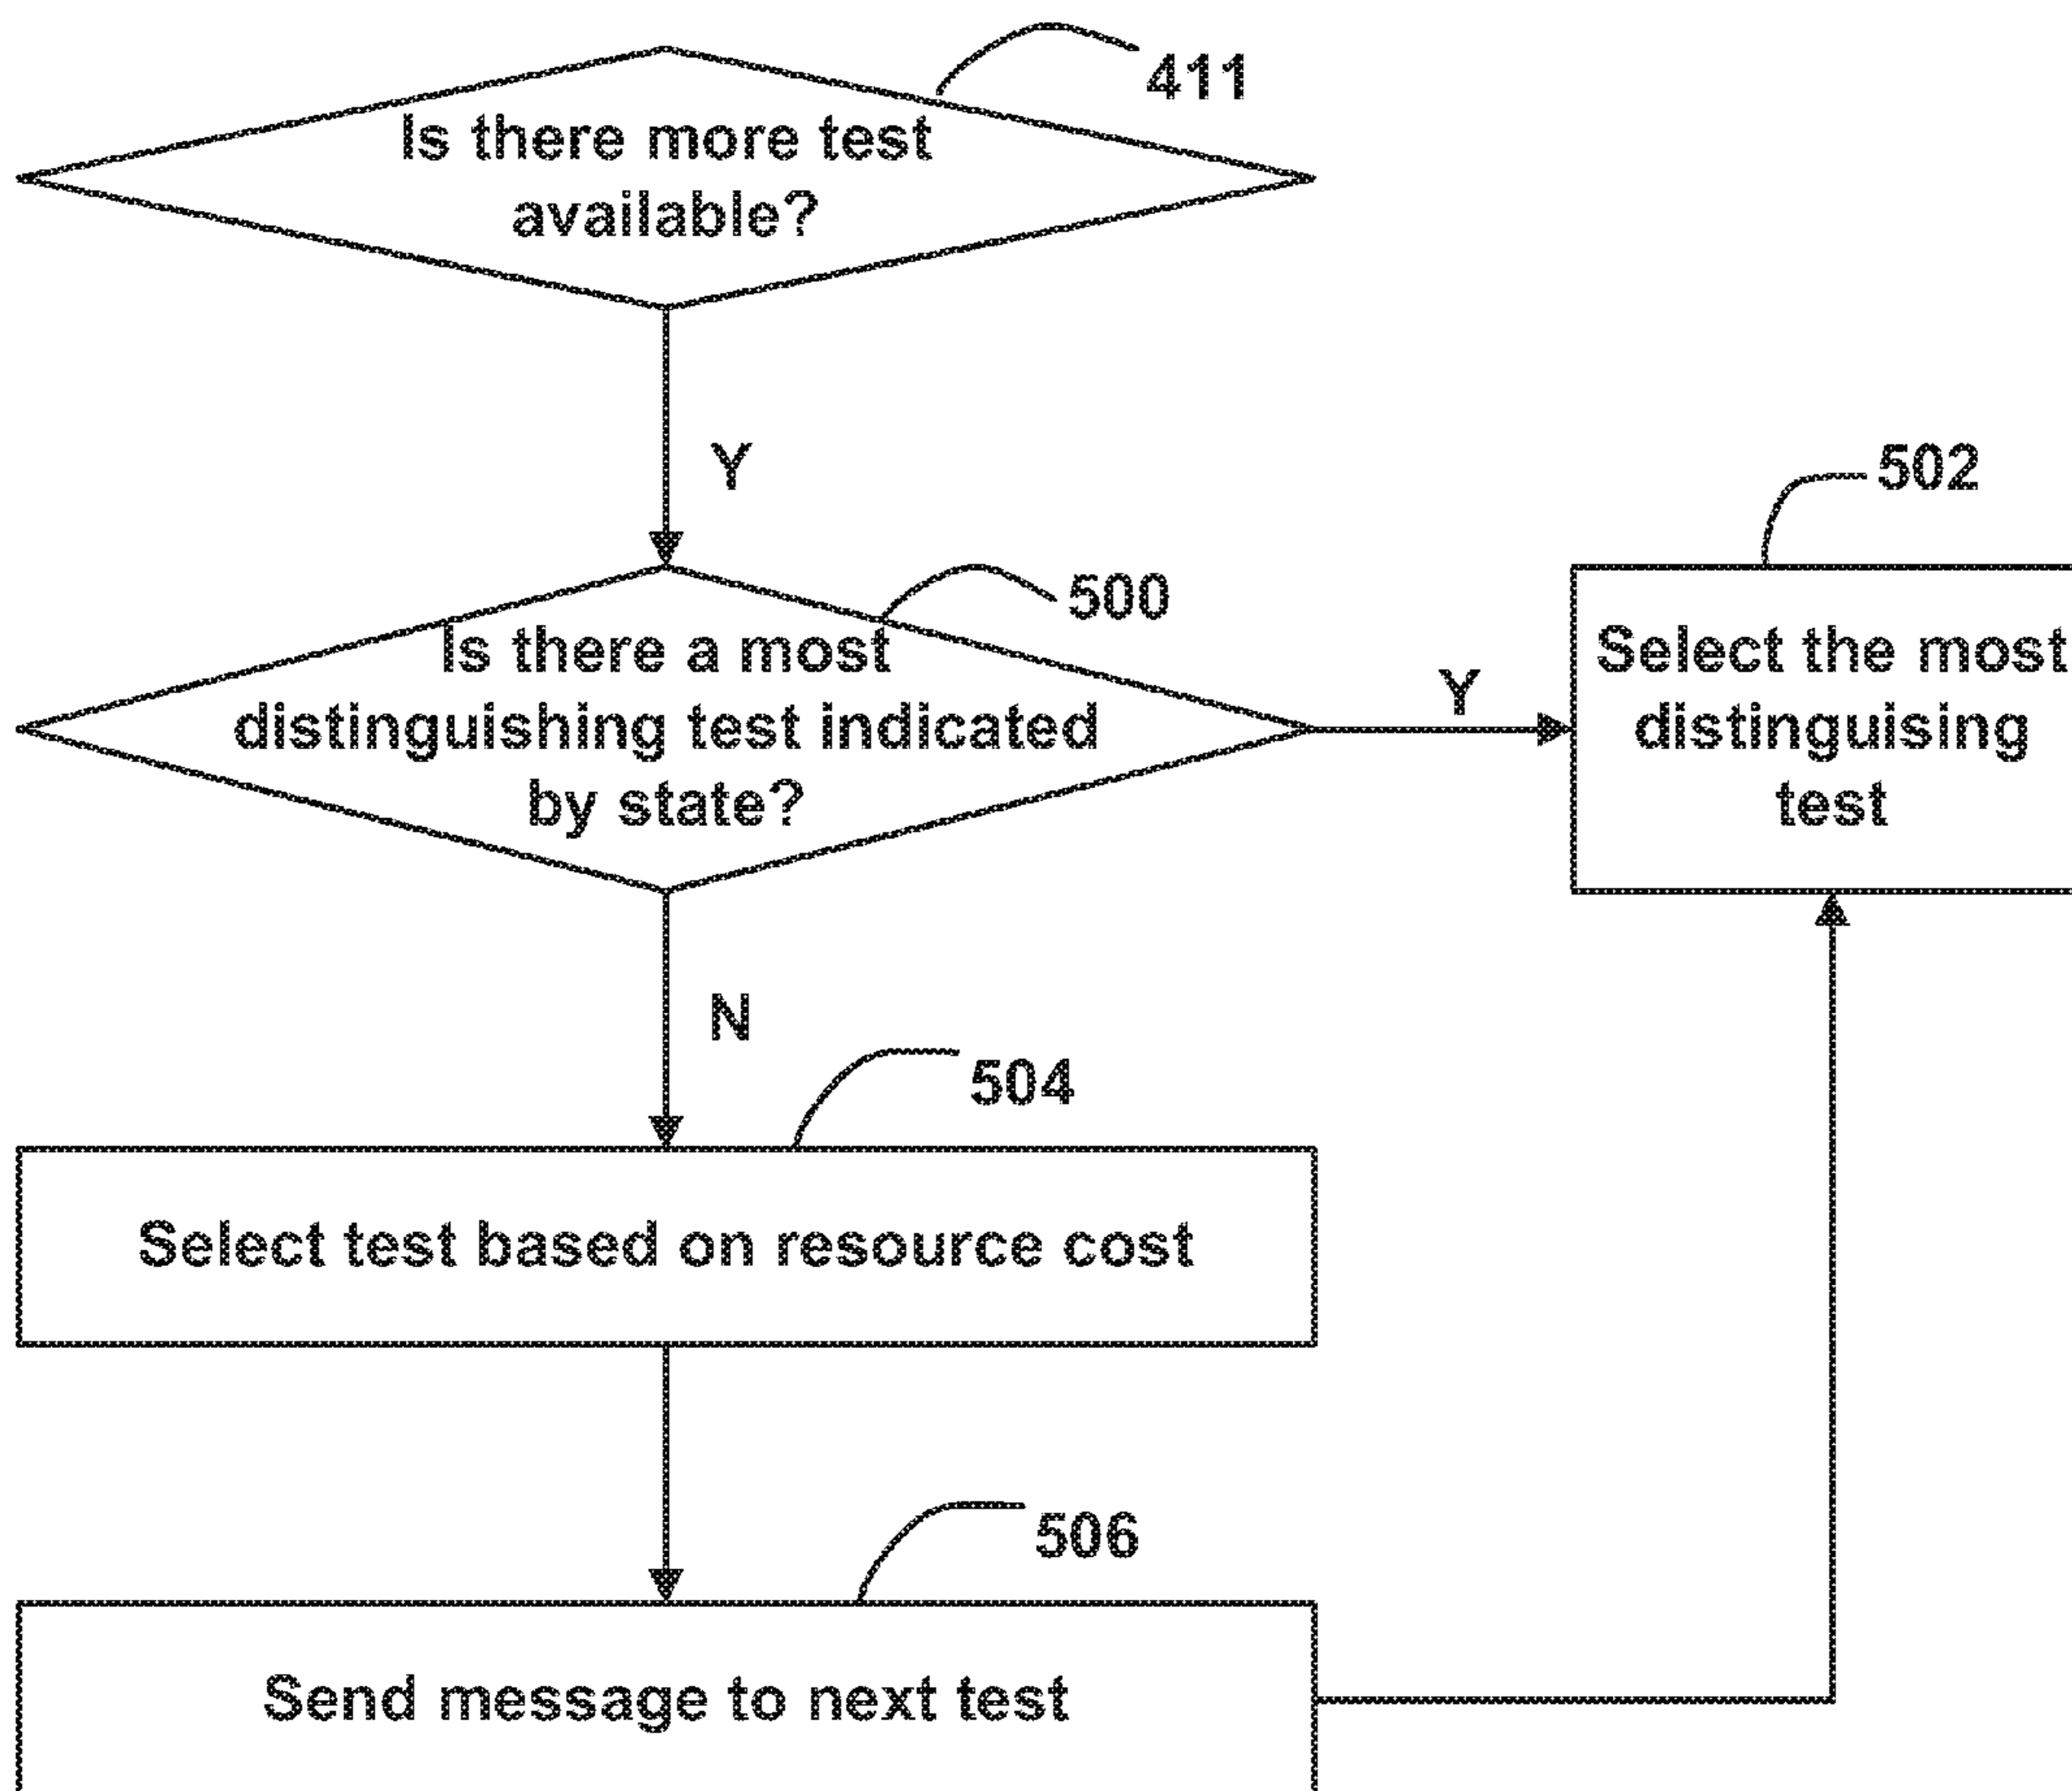 411
Is there more test
available?
Y
500
Is there a most
distinguishing test indicated
by state?
Y
502
Select the most
distinguising
test
N
504
Select test based on resource cost
506
Send message to next test